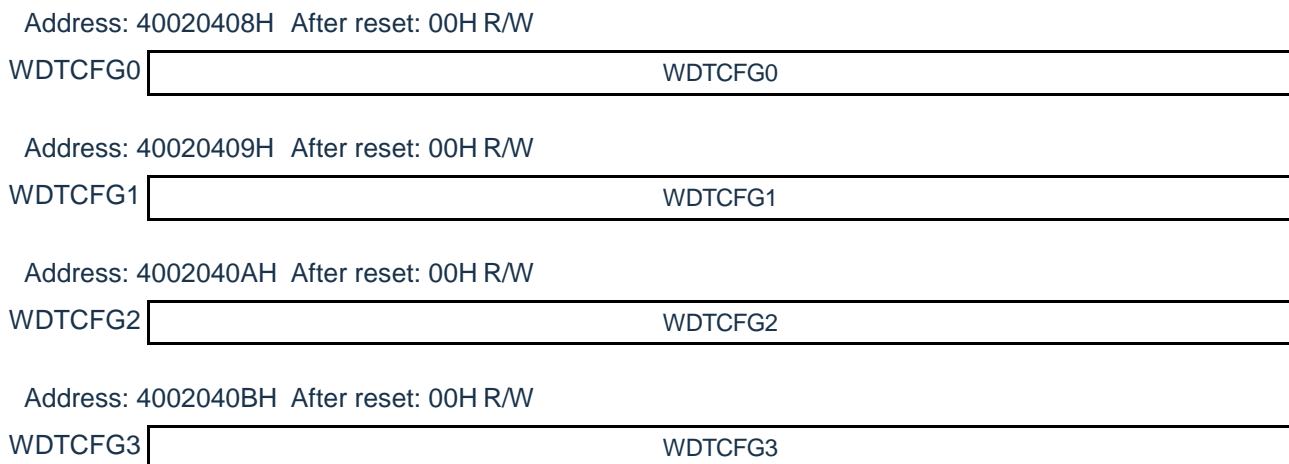 Address: 40020408H After reset: 00H R/W
WDTCFG0 WDTCFG0
Address: 40020409H After reset: 00H R/W
WDTCFG1 WDTCFG1
Address: 4002040AH After reset: 00H R/W
WDTCFG2 WDTCFG2
Address: 4002040BH After reset: 00H R/W
WDTCFG3 WDTCFG3